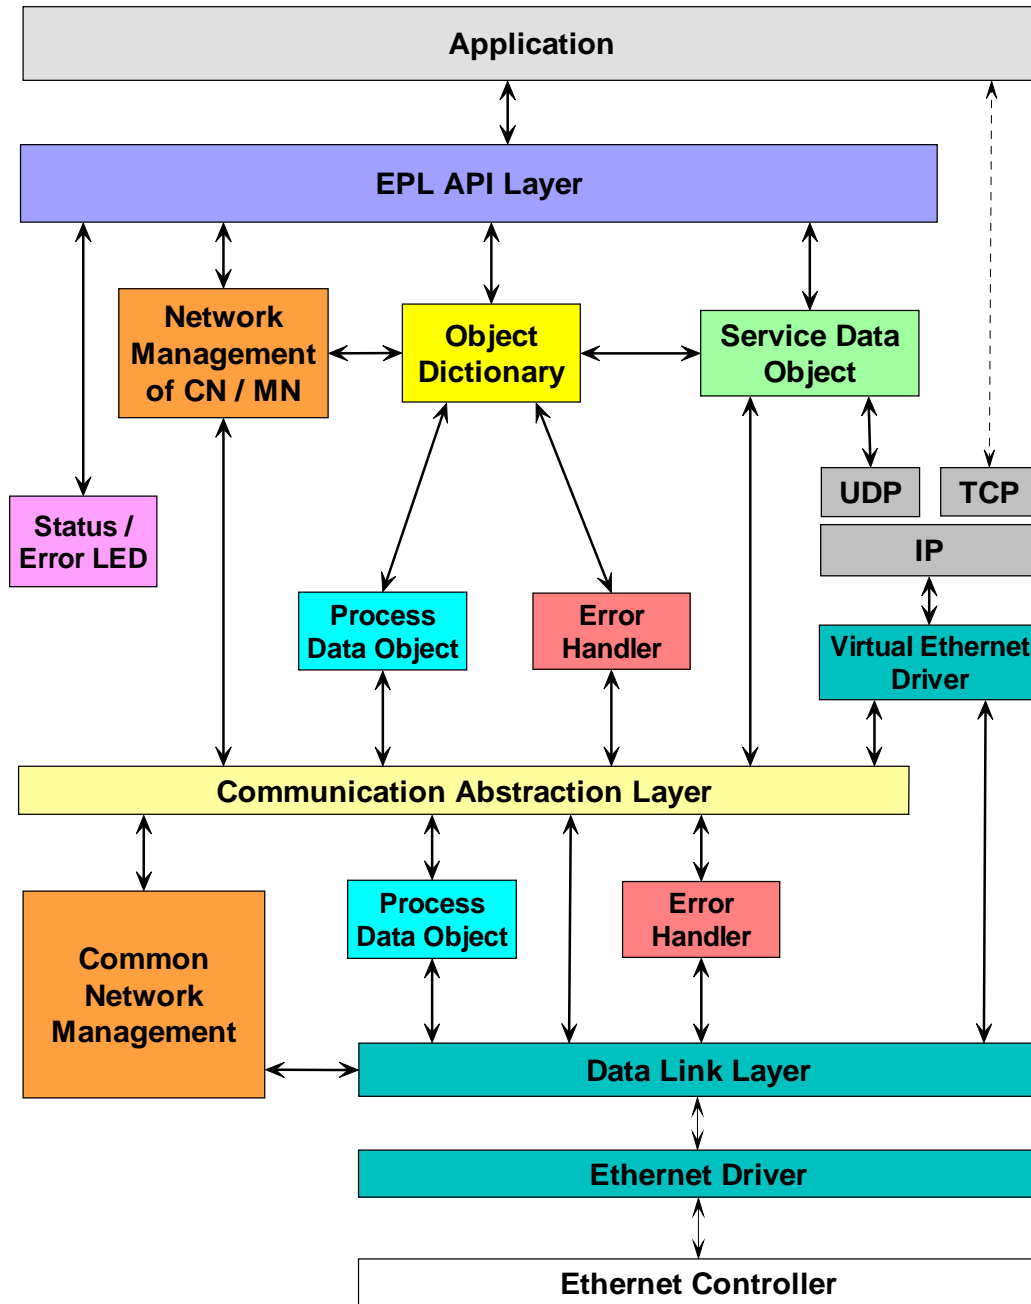 Application
EPL API Layer
Network
Management
of CN / MN
Object
Dictionary
Service Data
Object
UDP
TCP
Status /
Error LED
IP
Process
Data Object
Error
Handler
Virtual Ethernet
Driver
Communication Abstraction Layer
Common
Network
Management
Process
Data Object
Error
Handler
Data Link Layer
Ethernet Driver
Ethernet Controller